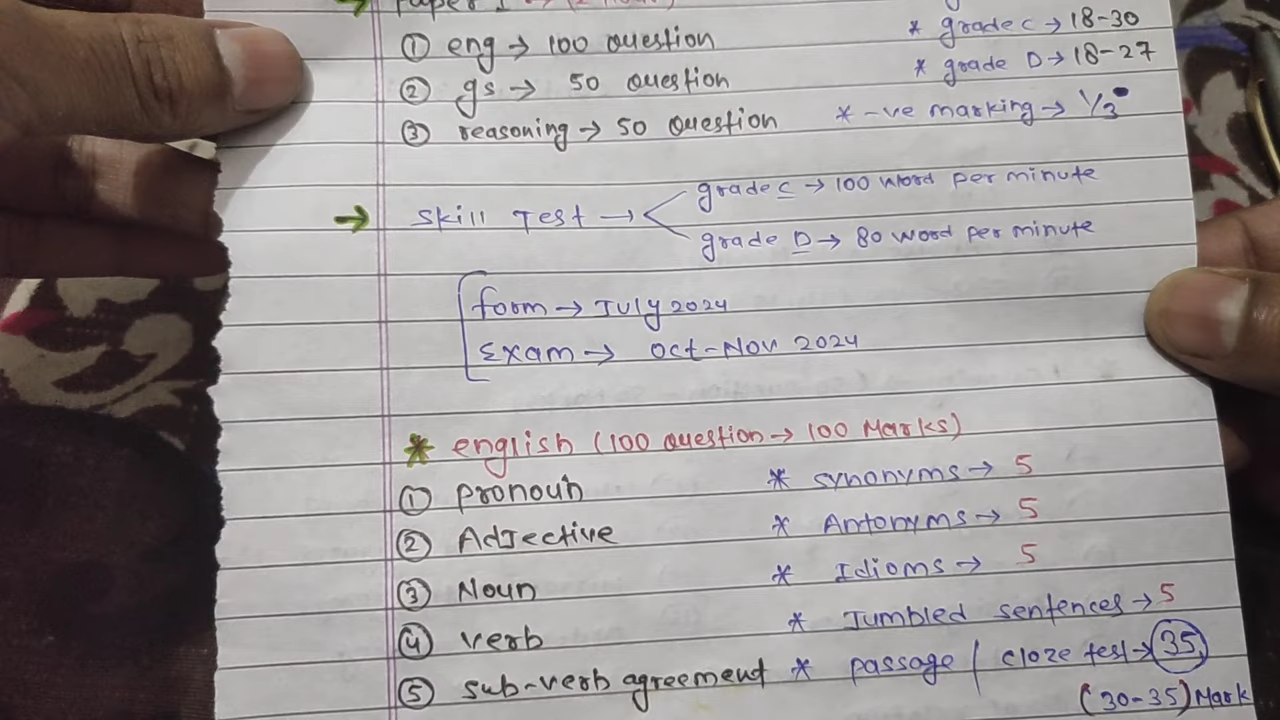 Paper I
① eng → 100 Question
* grade C → 18-30
② gs → 50 Question
* grade D → 18-27
③ reasoning → 50 Question
* -ve marking → 1/3
→ Skill Test → grade C → 100 word per minute
grade D → 80 word per minute
form → July 2024
Exam → Oct-Nov 2024
* english (100 Question → 100 Marks)
① pronoun
* synonyms → 5
② Adjective
* Antonyms → 5
③ Noun
* Idioms → 5
④ verb
* Jumbled sentences → 5
⑤ sub-verb agreement
* passage / cloze test → 35
(30-35) Mark